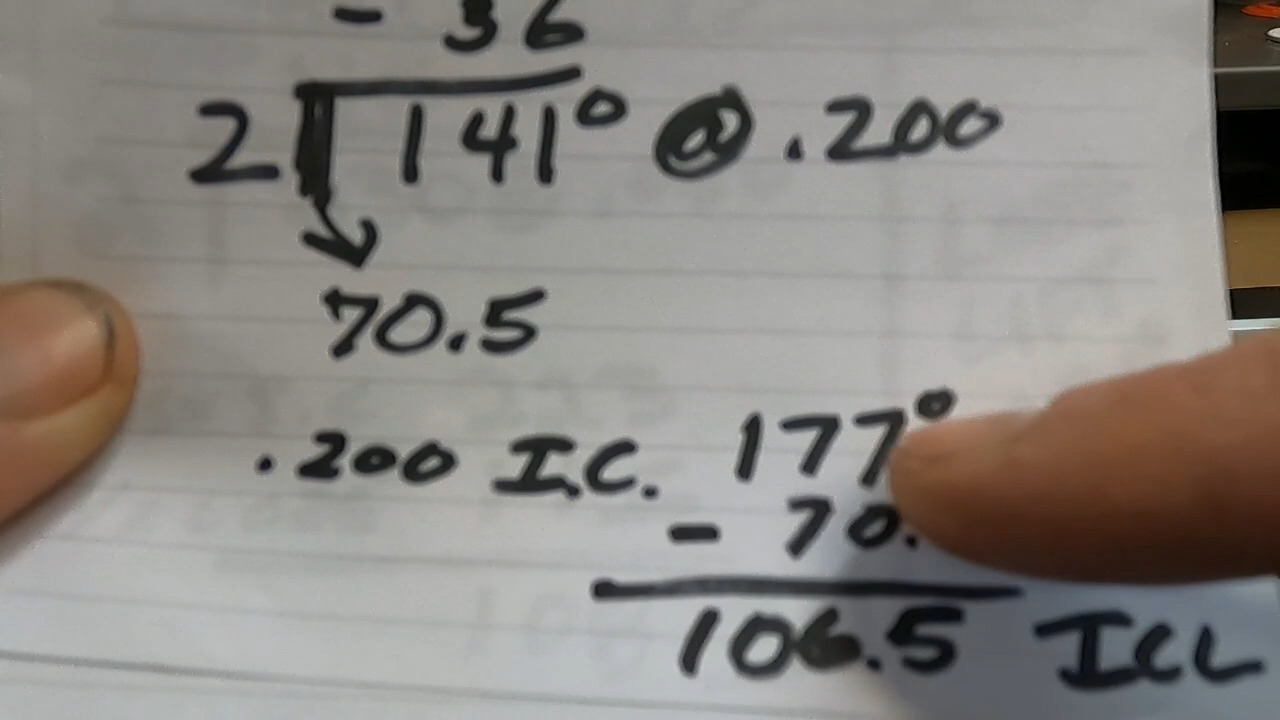 - 36
2 141° @ .200
70.5
.200 I.C. 177°
- 70.
106.5 ICL